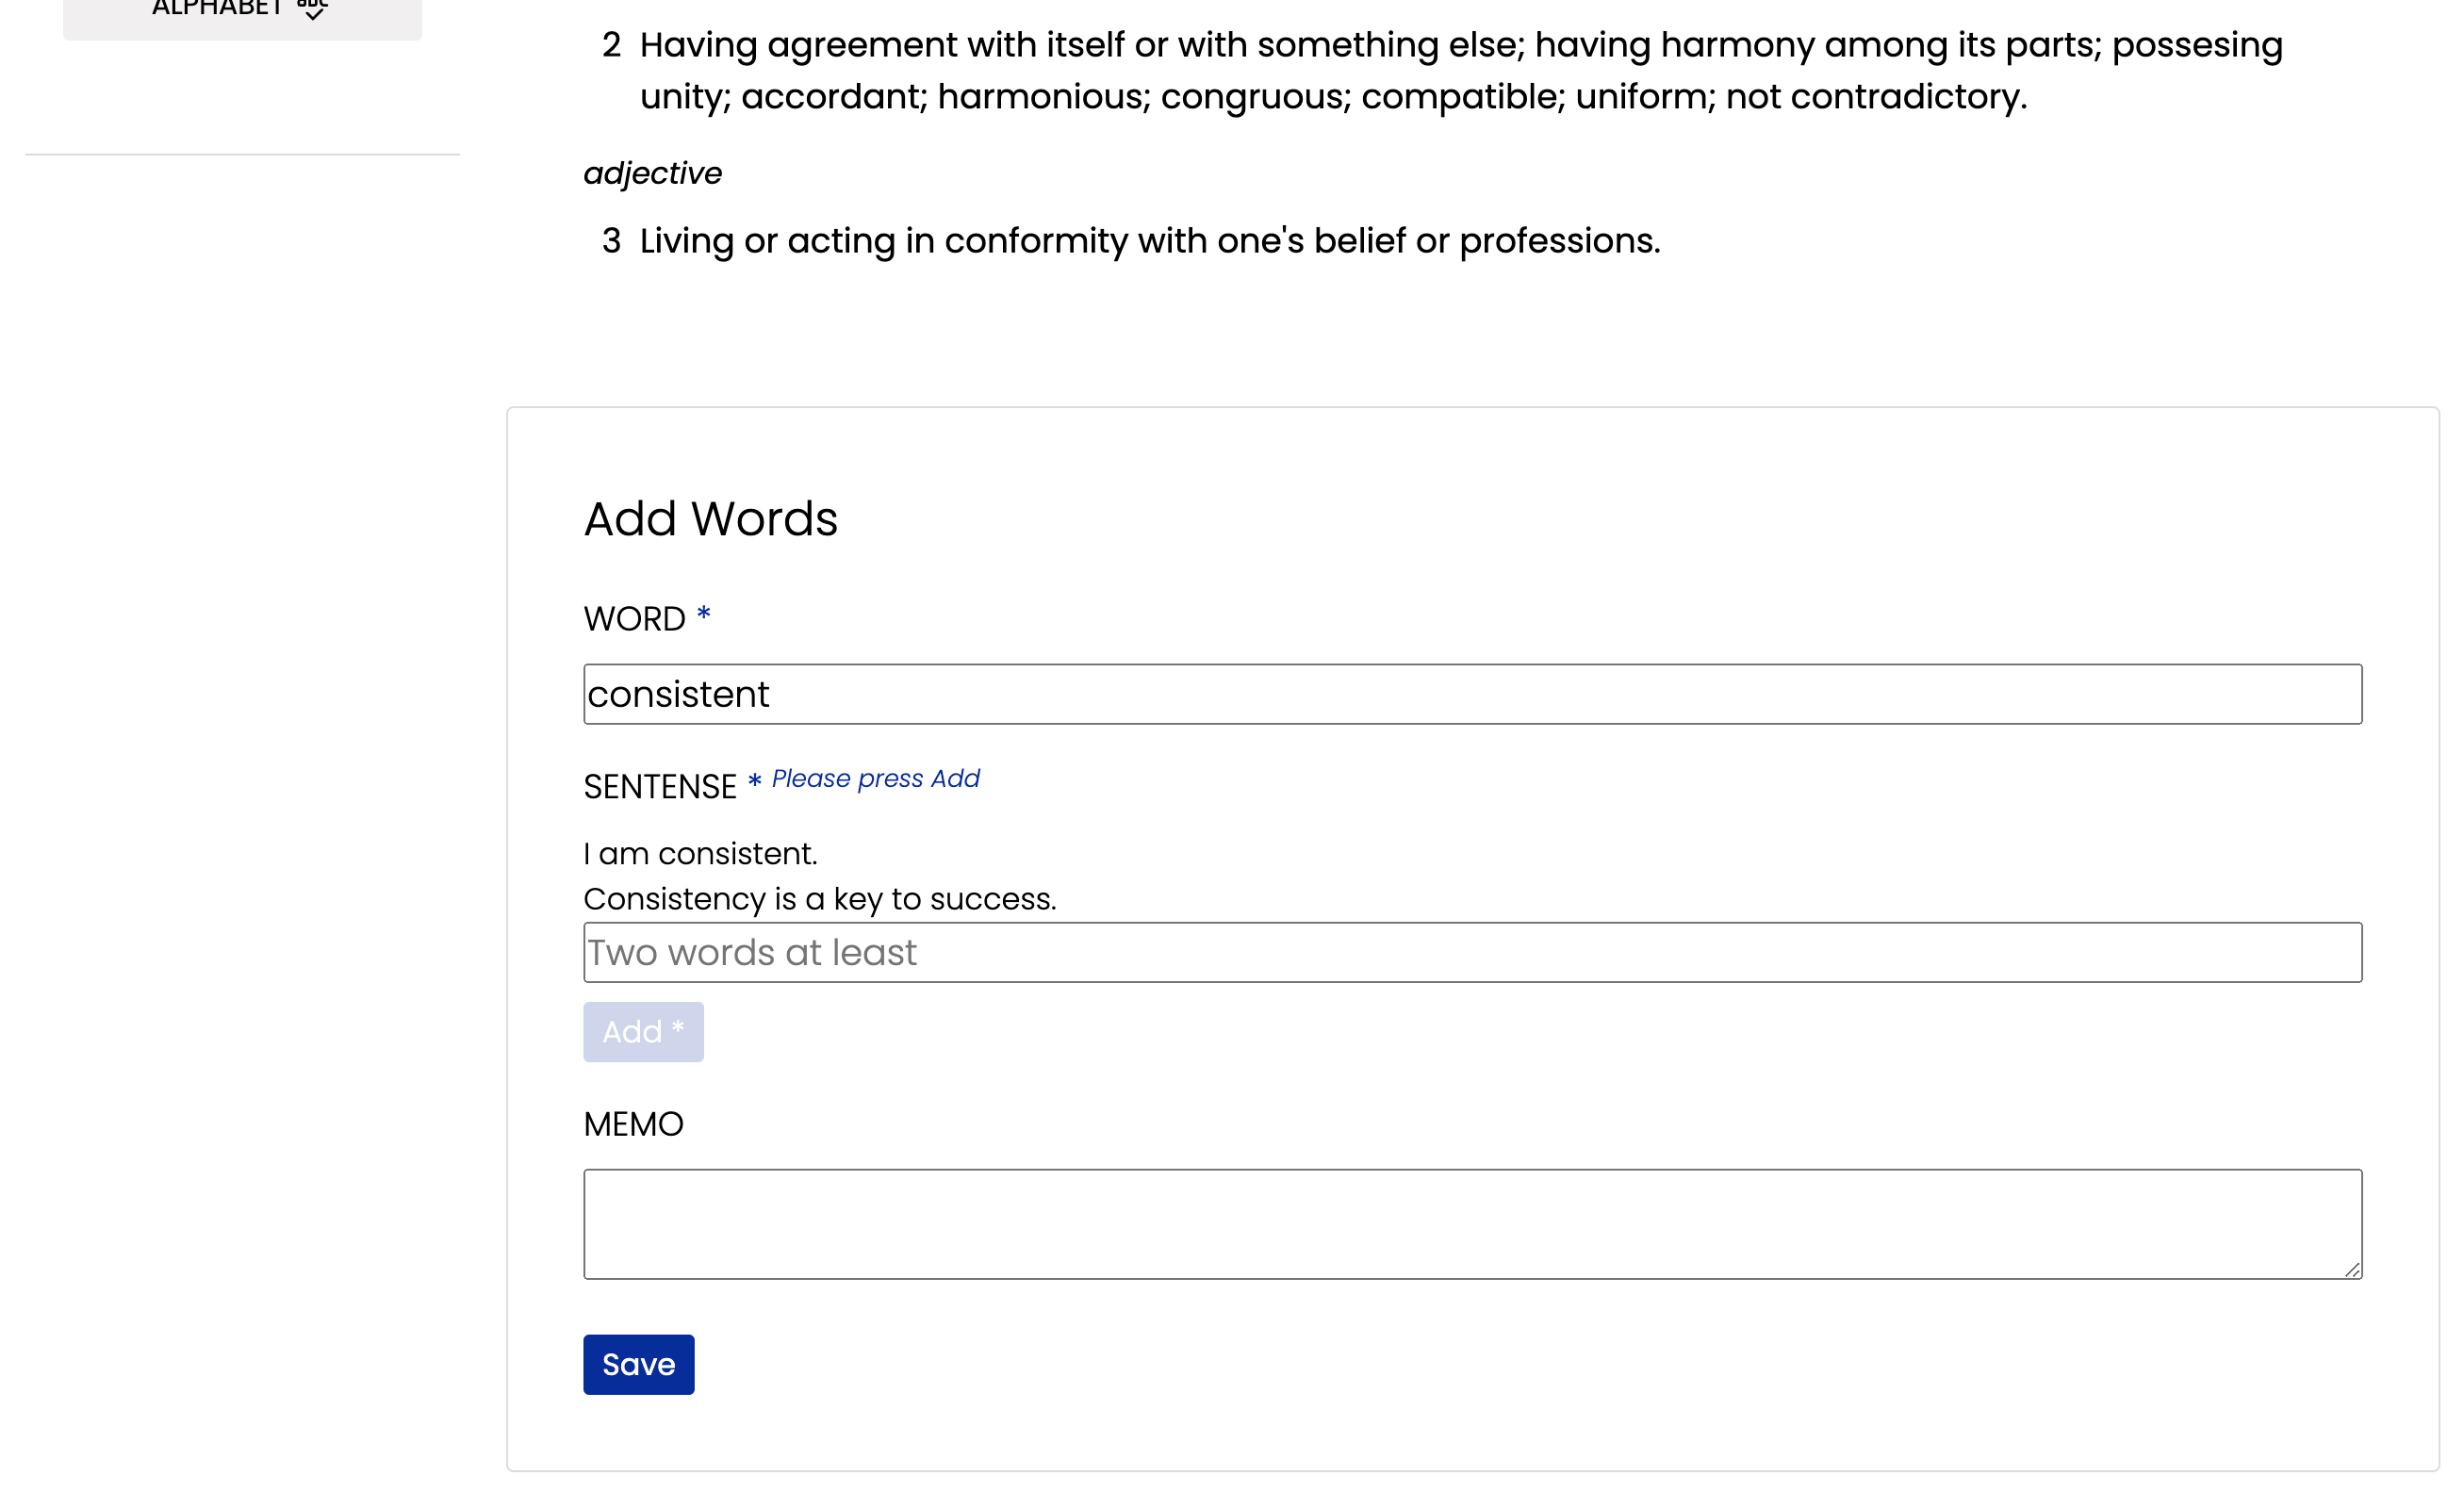 ALPHABET abc
2 Having agreement with itself or with something else; having harmony among its parts; possesing
unity; accordant; harmonious; congruous; compatible; uniform; not contradictory.
adjective
3 Living or acting in conformity with one's belief or professions.
Add Words
WORD *
consistent
SENTENSE * Please press Add
I am consistent.
Consistency is a key to success.
Two words at least
Add *
MEMO
Save